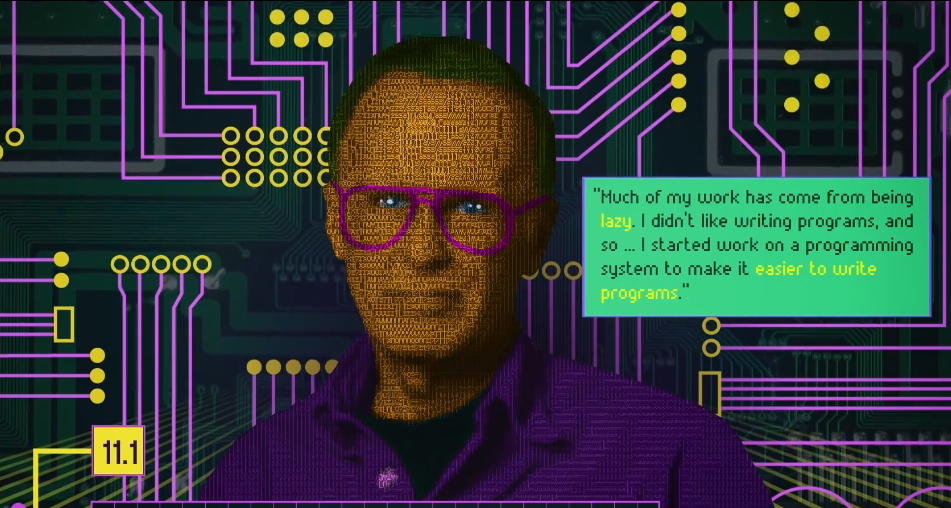 "Much of my work has come from being
lazy. I didn't like writing programs, and
so ... I started work on a programming
system to make it easier to write
programs."
11.1